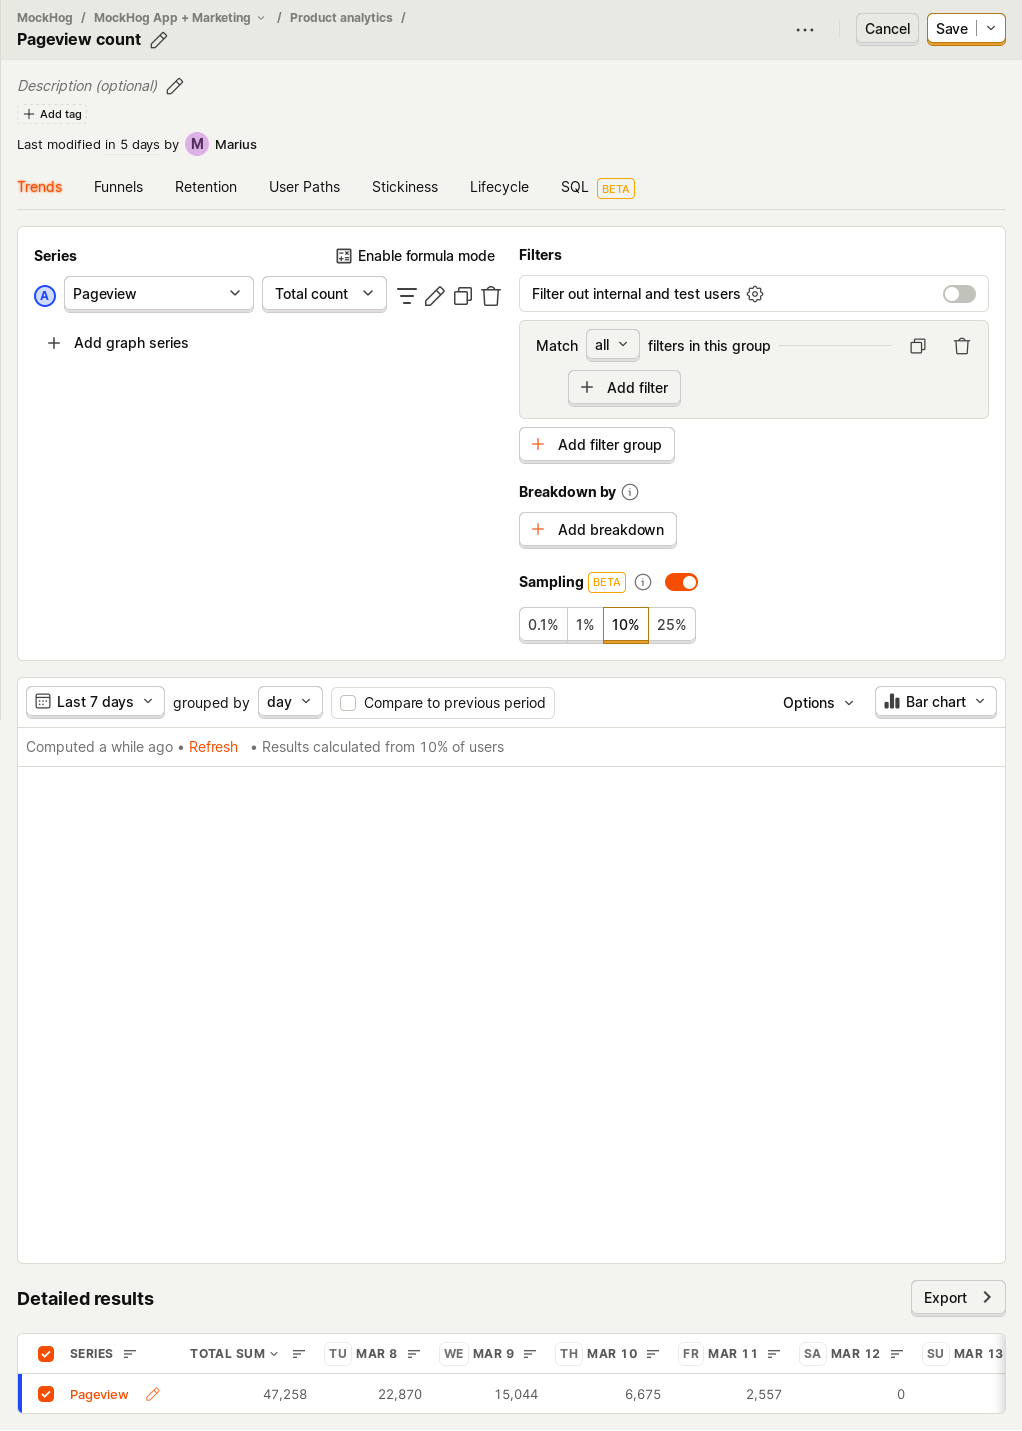 MockHog / MockHog App + Marketing / Product analytics /
Pageview count
Cancel
Save
Description (optional)
Add tag
Last modified in 5 days by M Marius
Trends Funnels Retention User Paths Stickiness Lifecycle SQL BETA
Series
Enable formula mode
A Pageview Total count
Add graph series
Filters
Filter out internal and test users
Match all filters in this group
Add filter
Add filter group
Breakdown by
Add breakdown
Sampling BETA
0.1% 1% 10% 25%
Last 7 days grouped by day Compare to previous period Options Bar chart
Computed a while ago • Refresh • Results calculated from 10% of users
Detailed results
Export
SERIES TOTAL SUM TU MAR 8 WE MAR 9 TH MAR 10 FR MAR 11 SA MAR 12 SU MAR 13
Pageview 47,258 22,870 15,044 6,675 2,557 0